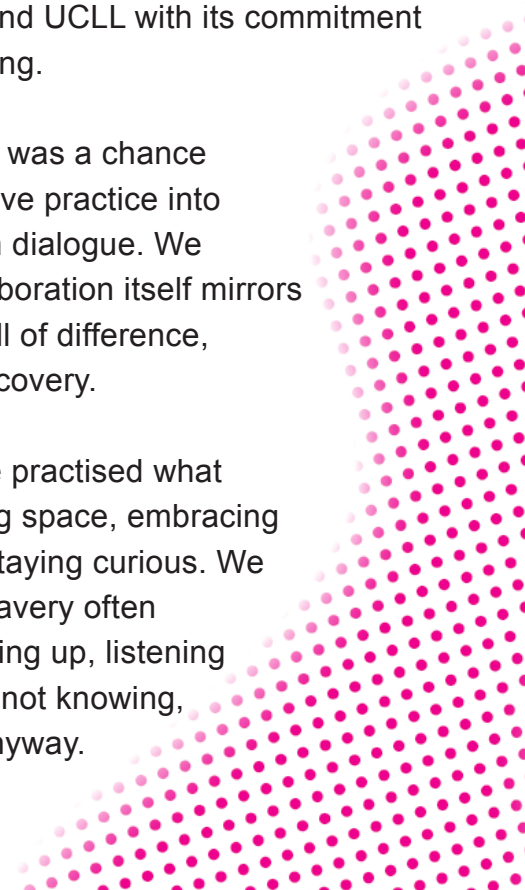 nd UCLL with its commitment
ng.
was a chance
ve practice into
dialogue. We
boration itself mirrors
ll of difference,
covery.
practised what
g space, embracing
taying curious. We
avery often
ing up, listening
not knowing,
nyway.